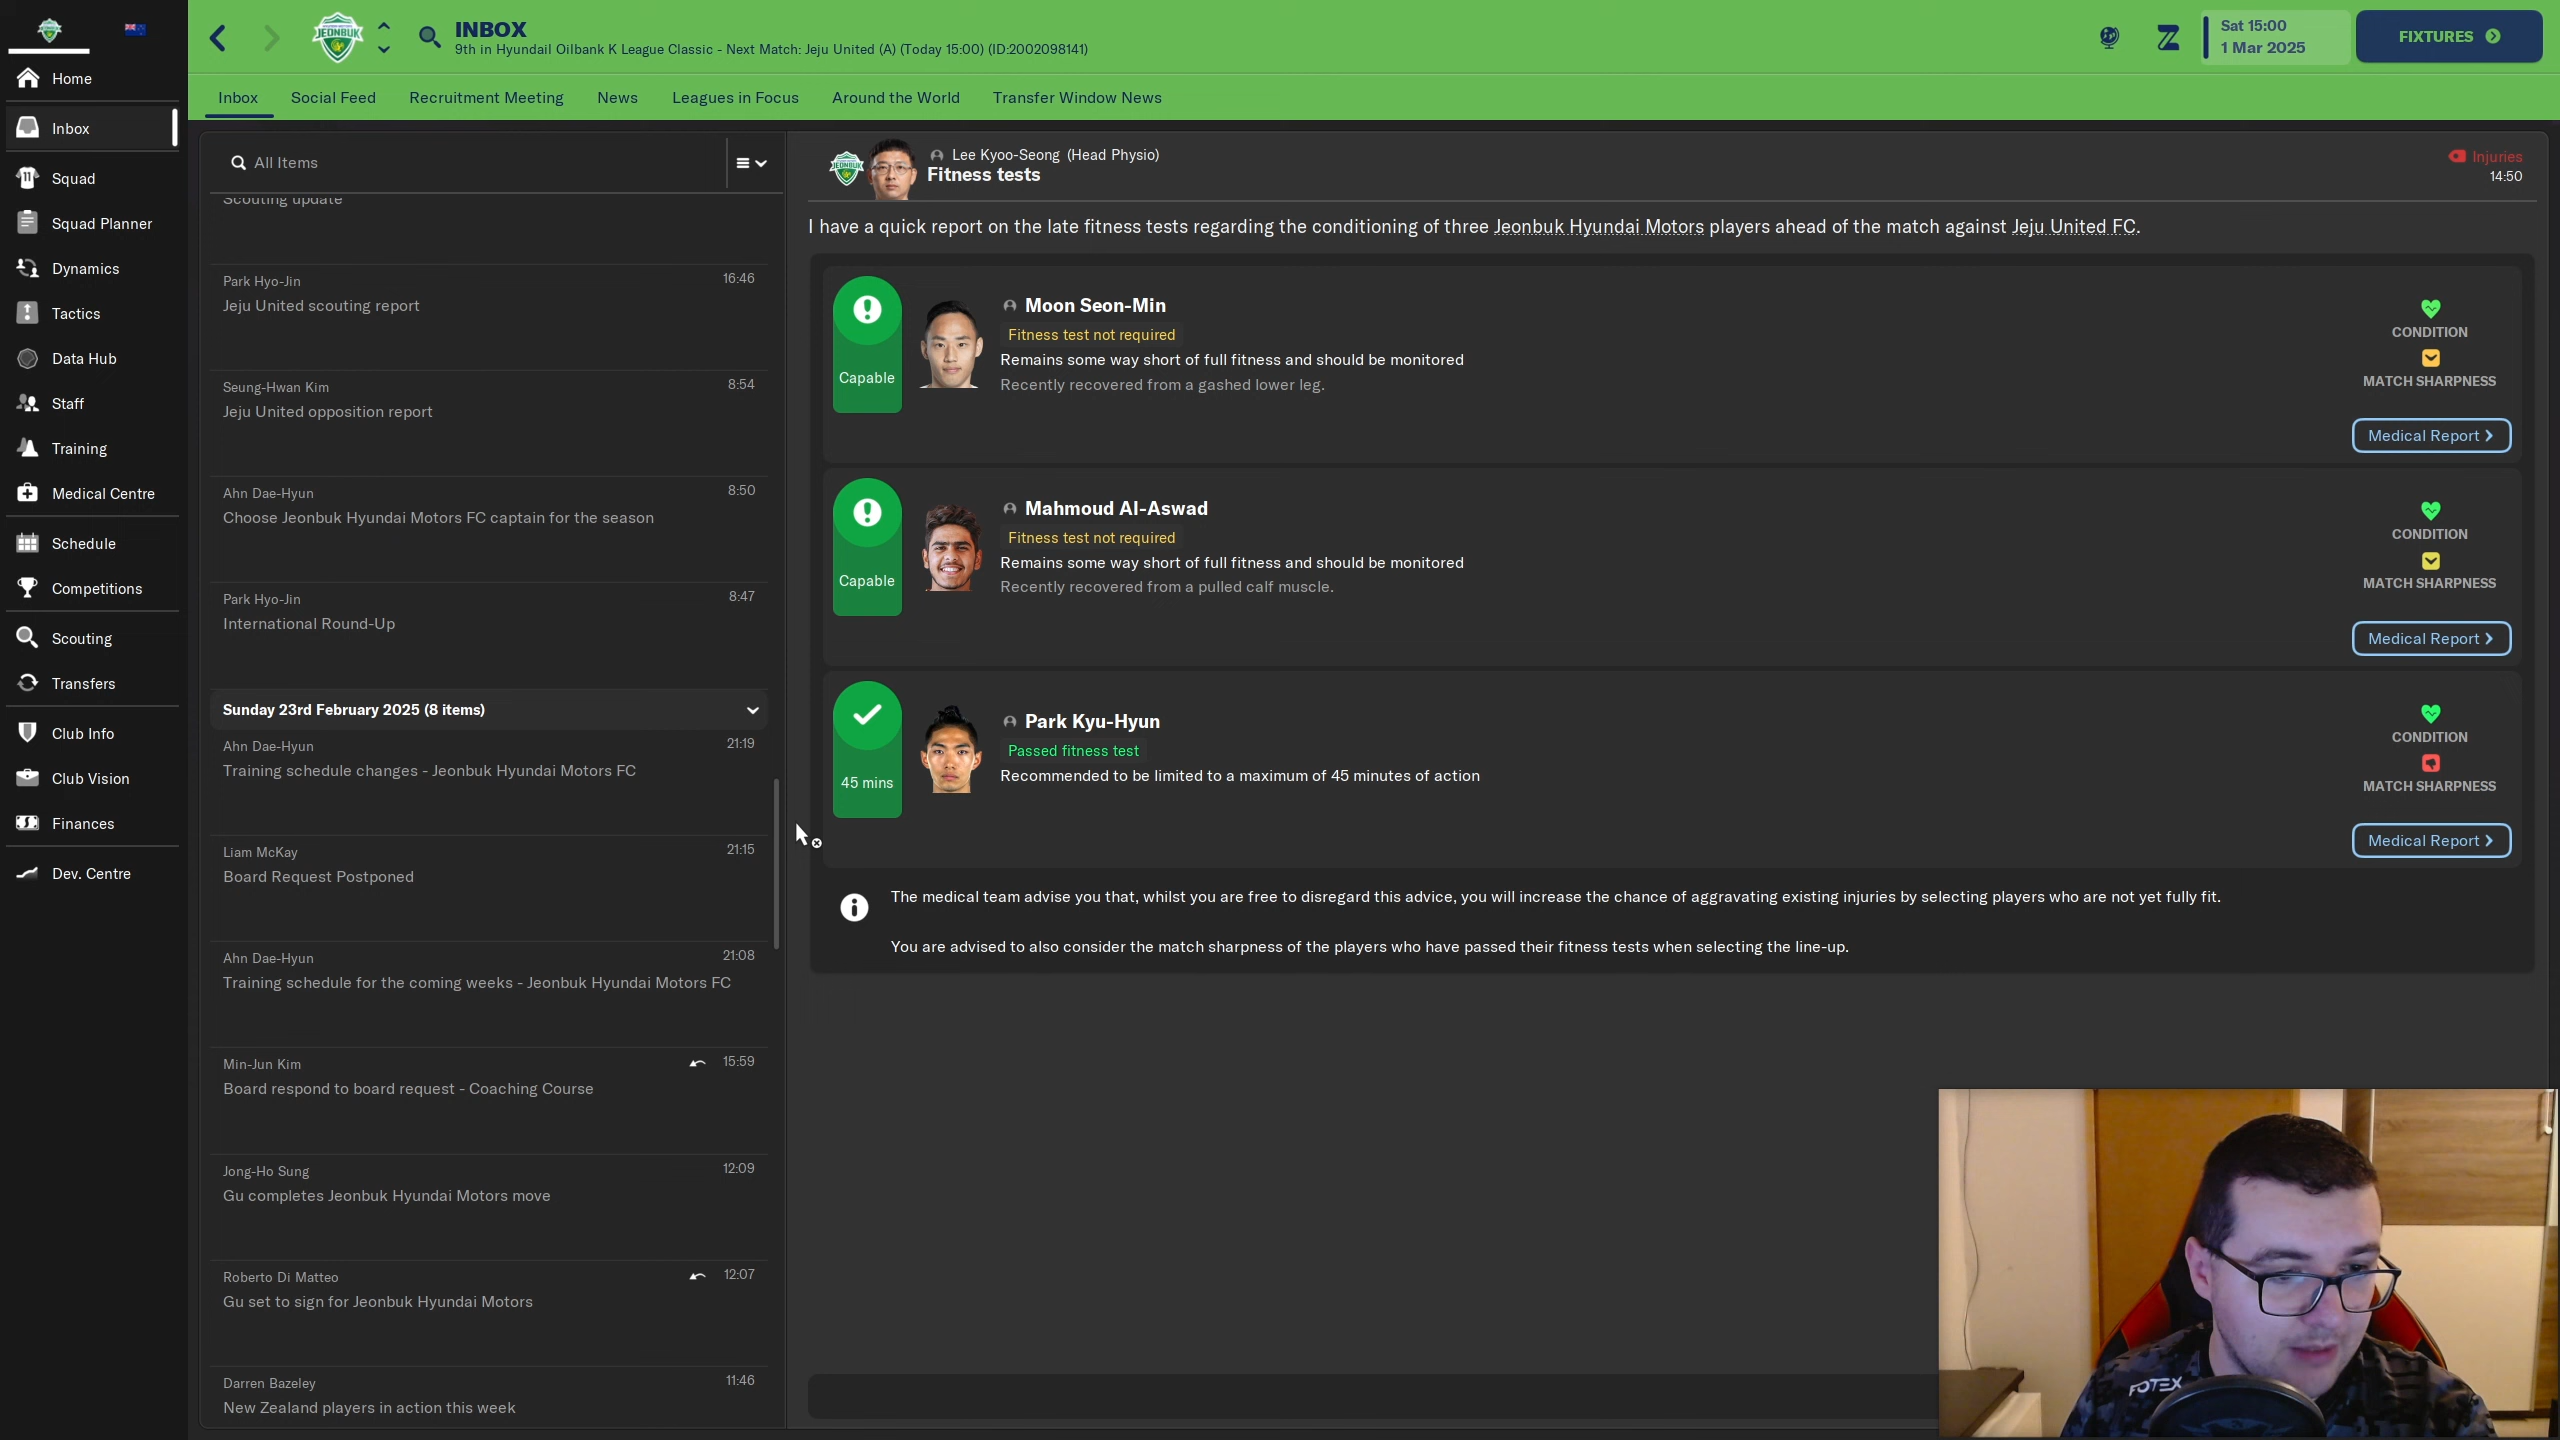 INBOX
9th in Hyundail Oilbank K League Classic - Next Match: Jeju United (A) (Today 15:00) (ID:2002098141)
Sat 15:00
1 Mar 2025
FIXTURES
Home
Inbox
Squad
Squad Planner
Dynamics
Tactics
Data Hub
Staff
Training
Medical Centre
Schedule
Competitions
Scouting
Transfers
Club Info
Club Vision
Finances
Dev. Centre
Inbox
Social Feed
Recruitment Meeting
News
Leagues in Focus
Around the World
Transfer Window News
All Items
Scouting update
Park Hyo-Jin
16:46
Jeju United scouting report
Seung-Hwan Kim
8:54
Jeju United opposition report
Ahn Dae-Hyun
8:50
Choose Jeonbuk Hyundai Motors FC captain for the season
Park Hyo-Jin
8:47
International Round-Up
Sunday 23rd February 2025 (8 items)
Ahn Dae-Hyun
21:19
Training schedule changes - Jeonbuk Hyundai Motors FC
Liam McKay
21:15
Board Request Postponed
Ahn Dae-Hyun
21:08
Training schedule for the coming weeks - Jeonbuk Hyundai Motors FC
Min-Jun Kim
15:59
Board respond to board request - Coaching Course
Jong-Ho Sung
12:09
Gu completes Jeonbuk Hyundai Motors move
Roberto Di Matteo
12:07
Gu set to sign for Jeonbuk Hyundai Motors
Darren Bazeley
11:46
New Zealand players in action this week
Lee Kyoo-Seong (Head Physio)
Fitness tests
Injuries
14:50
I have a quick report on the late fitness tests regarding the conditioning of three Jeonbuk Hyundai Motors players ahead of the match against Jeju United FC.
Capable
Moon Seon-Min
Fitness test not required
Remains some way short of full fitness and should be monitored
Recently recovered from a gashed lower leg.
CONDITION
MATCH SHARPNESS
Medical Report
Capable
Mahmoud Al-Aswad
Fitness test not required
Remains some way short of full fitness and should be monitored
Recently recovered from a pulled calf muscle.
CONDITION
MATCH SHARPNESS
Medical Report
45 mins
Park Kyu-Hyun
Passed fitness test
Recommended to be limited to a maximum of 45 minutes of action
CONDITION
MATCH SHARPNESS
Medical Report
The medical team advise you that, whilst you are free to disregard this advice, you will increase the chance of aggravating existing injuries by selecting players who are not yet fully fit.
You are advised to also consider the match sharpness of the players who have passed their fitness tests when selecting the line-up.
JEONBUK
FOTEX